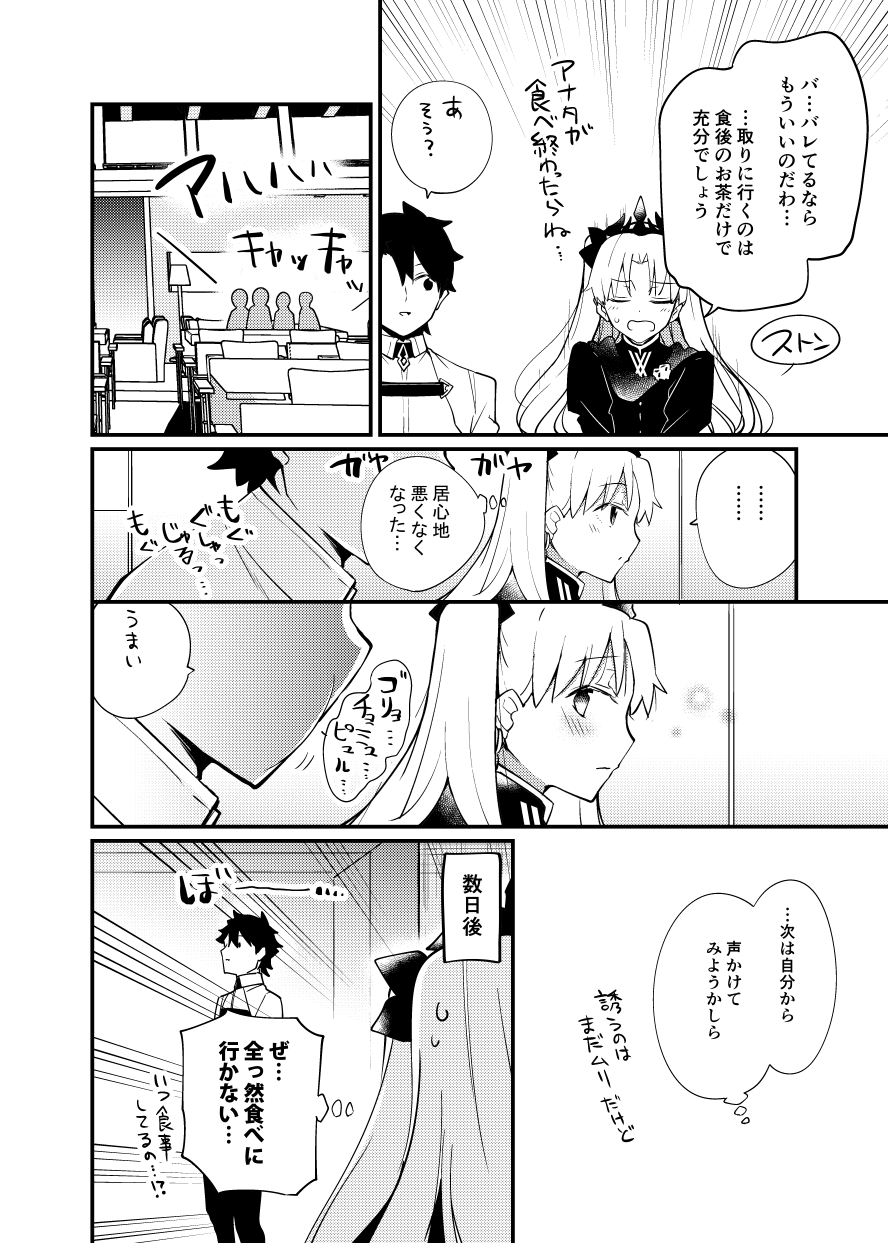 バ…バレてるなら
もういいのだわ…
…取りに行くのは
食後のお茶だけで
充分でしょう
アナタが
食べ終わったらね…
ストン
あ
そう？
アハハハハ
キャッキャッ
………
ガヤ
ガヤ
居心地
悪くなく
なった…
もぐ
もぐ
ぐしゃっ
じゅるっ…
ゴリョ
チョミュ…
ピュル…
うまい
…次は自分から
声かけて
みようかしら
誘うのは
まだムリだけど
数日後
ぼーーー……
ぜ…
全っ然食べに
行かない…
いつ食事
してるの…!?